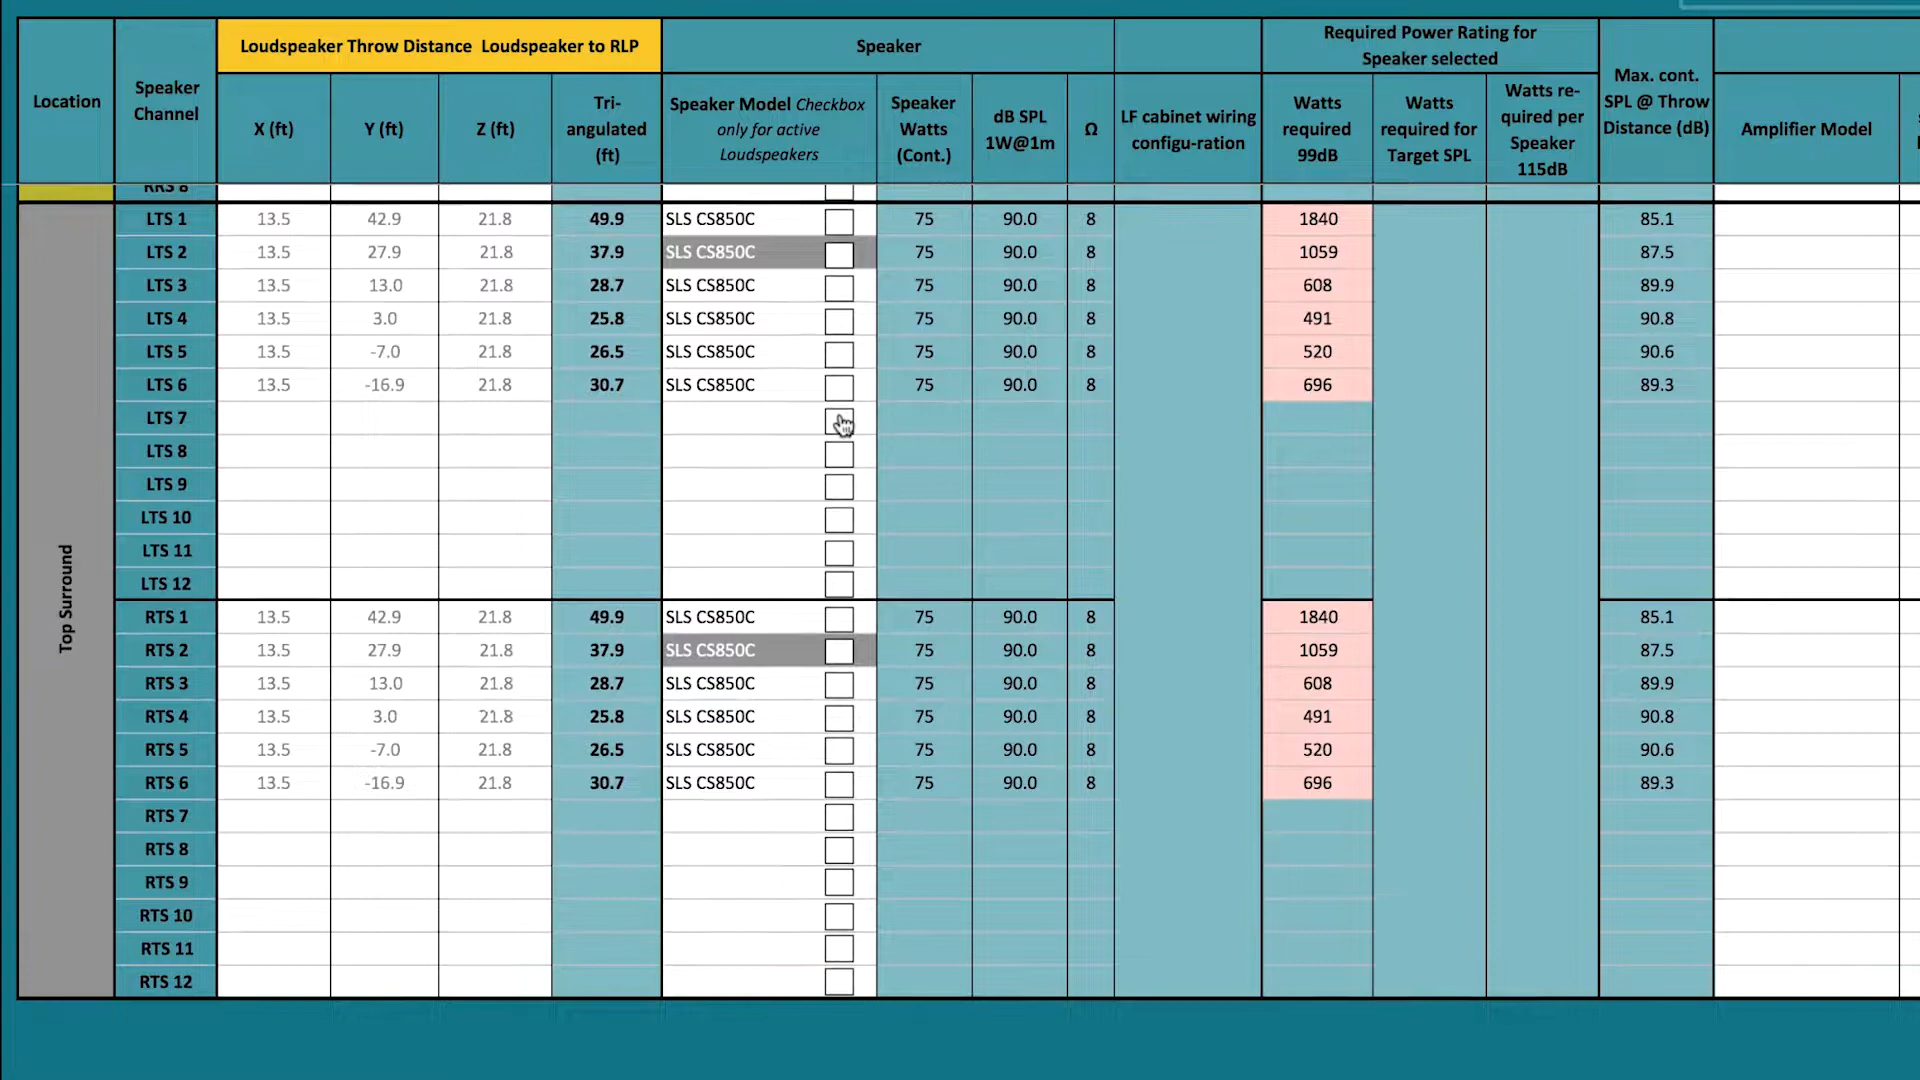 Location
Speaker Channel
Loudspeaker Throw Distance Loudspeaker to RLP
X (ft)
Y (ft)
Z (ft)
Tri-angulated (ft)
Speaker
Speaker Model Checkbox only for active Loudspeakers
Speaker Watts (Cont.)
dB SPL 1W@1m
Ω
LF cabinet wiring configu-ration
Required Power Rating for Speaker selected
Watts required 99dB
Watts required for Target SPL
Watts re-quired per Speaker 115dB
Max. cont. SPL @ Throw Distance (dB)
Amplifier Model
RRS 8
Top Surround
LTS 1 13.5 42.9 21.8 49.9 SLS CS850C 75 90.0 8 1840 85.1
LTS 2 13.5 27.9 21.8 37.9 SLS CS850C 75 90.0 8 1059 87.5
LTS 3 13.5 13.0 21.8 28.7 SLS CS850C 75 90.0 8 608 89.9
LTS 4 13.5 3.0 21.8 25.8 SLS CS850C 75 90.0 8 491 90.8
LTS 5 13.5 -7.0 21.8 26.5 SLS CS850C 75 90.0 8 520 90.6
LTS 6 13.5 -16.9 21.8 30.7 SLS CS850C 75 90.0 8 696 89.3
LTS 7
LTS 8
LTS 9
LTS 10
LTS 11
LTS 12
RTS 1 13.5 42.9 21.8 49.9 SLS CS850C 75 90.0 8 1840 85.1
RTS 2 13.5 27.9 21.8 37.9 SLS CS850C 75 90.0 8 1059 87.5
RTS 3 13.5 13.0 21.8 28.7 SLS CS850C 75 90.0 8 608 89.9
RTS 4 13.5 3.0 21.8 25.8 SLS CS850C 75 90.0 8 491 90.8
RTS 5 13.5 -7.0 21.8 26.5 SLS CS850C 75 90.0 8 520 90.6
RTS 6 13.5 -16.9 21.8 30.7 SLS CS850C 75 90.0 8 696 89.3
RTS 7
RTS 8
RTS 9
RTS 10
RTS 11
RTS 12